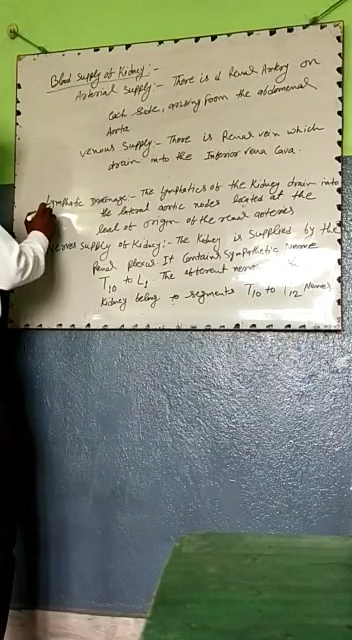 Blood Supply of Kidney:-
Arterial Supply:- There is 1 Renal Artery on
each side, arising from the abdomenal
Aorta
Venous Supply:- There is Renal vein which
drain into the Inferior vena Cava.
Lymphatic Drainage:- The Lymphatics of the Kidney drain into
the lateral aortic nodes located at the
level of origin of the renal arteries
Nerves supply of Kidney:- The Kidney is Supplied by the
Renal plexus. It contains Sympathetic Nerve
T10 to L1 The afferent nerve
Kidney belong to segments T10 to T12 Nerves